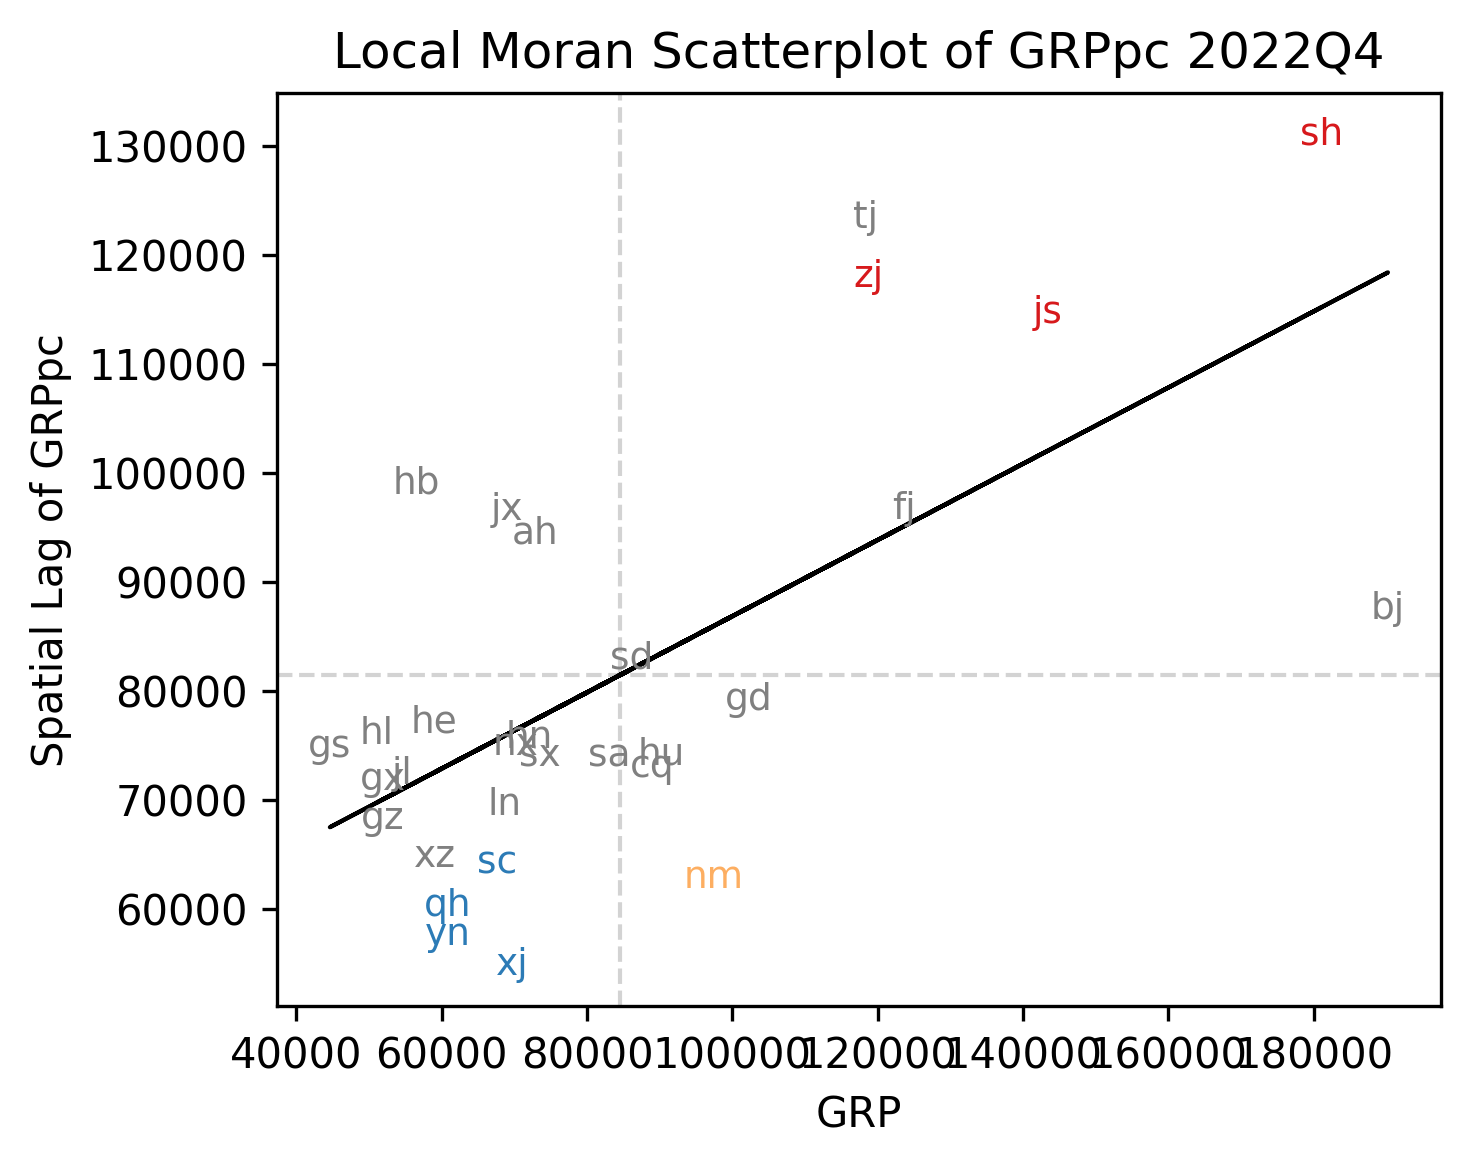 Local Moran Scatterplot of GRPpc 2022Q4
130000
120000
110000
100000
90000
80000
70000
60000
Spatial Lag of GRPpc
sh
tj
zj
js
hb
jx
ah
fj
bj
sd
gd
he
hl
gs
hn
nx
sx
sa
hu
cq
jl
gx
ln
gz
xz
sc
nm
qh
yn
xj
40000 60000 80000 100000 120000 140000 160000 180000
GRP